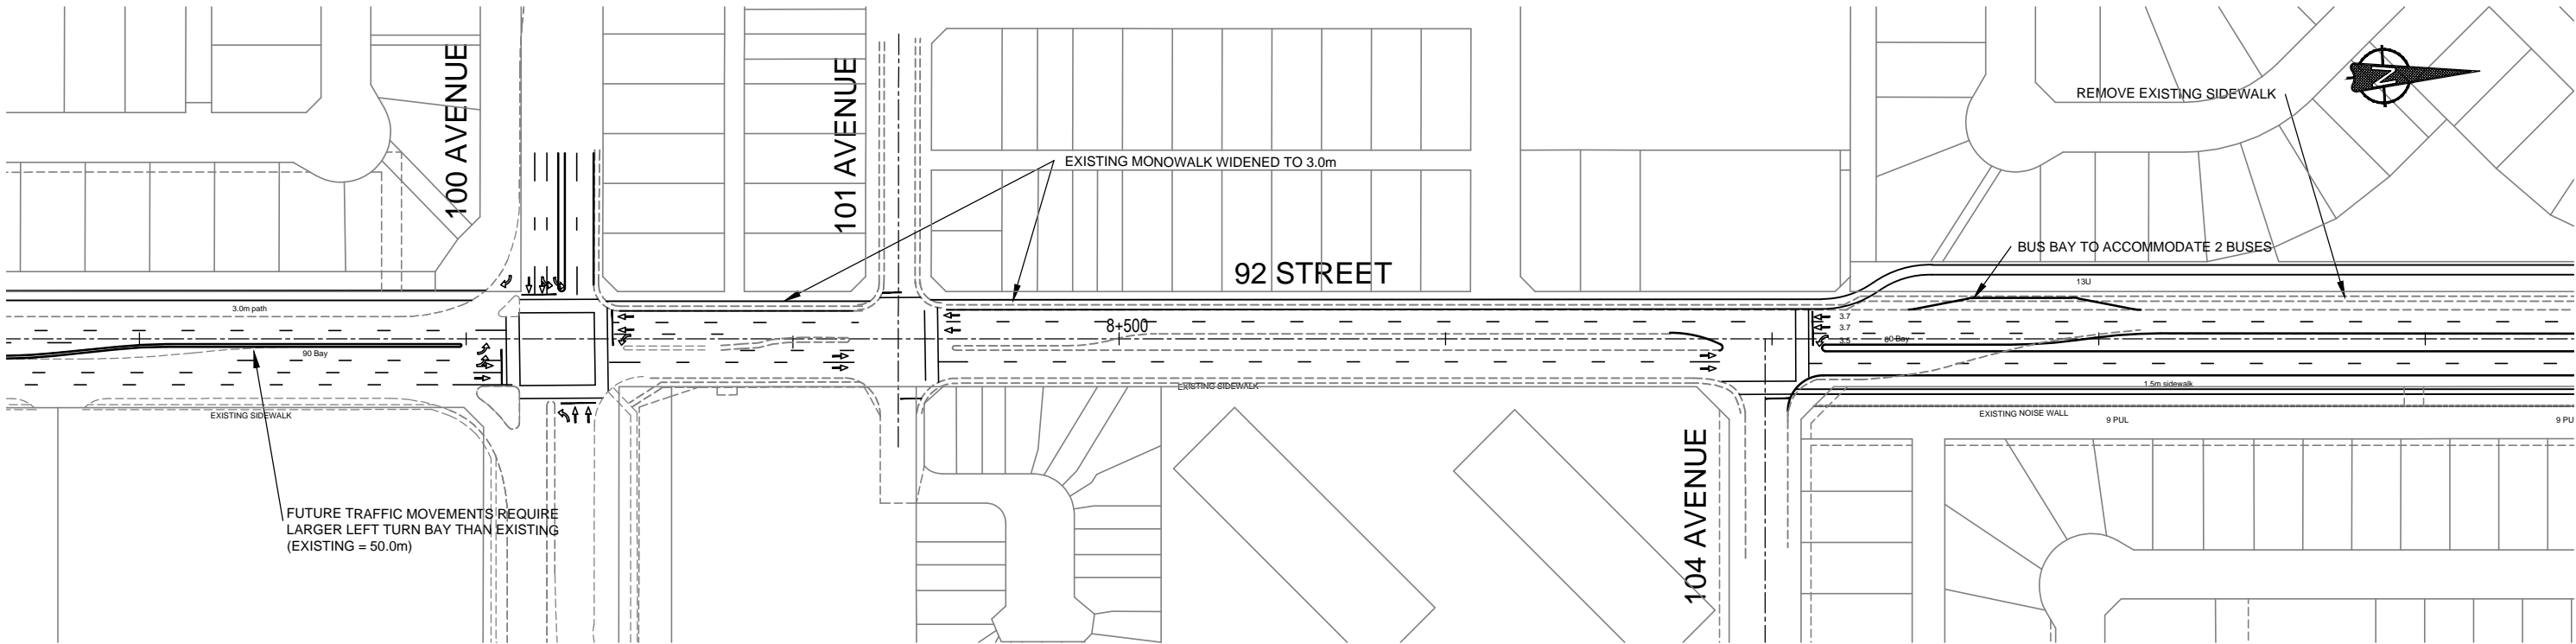 100 AVENUE
101 AVENUE
REMOVE EXISTING SIDEWALK
N
EXISTING MONOWALK WIDENED TO 3.0m
BUS BAY TO ACCOMMODATE 2 BUSES
92 STREET
13U
3.0m path
8+500
3.7
3.7
3.5
80 Bay
90 Bay
EXISTING SIDEWALK
1.5m sidewalk
EXISTING SIDEWALK
EXISTING NOISE WALL
9 PUL
9 PU
104 AVENUE
FUTURE TRAFFIC MOVEMENTS REQUIRE
LARGER LEFT TURN BAY THAN EXISTING
(EXISTING = 50.0m)